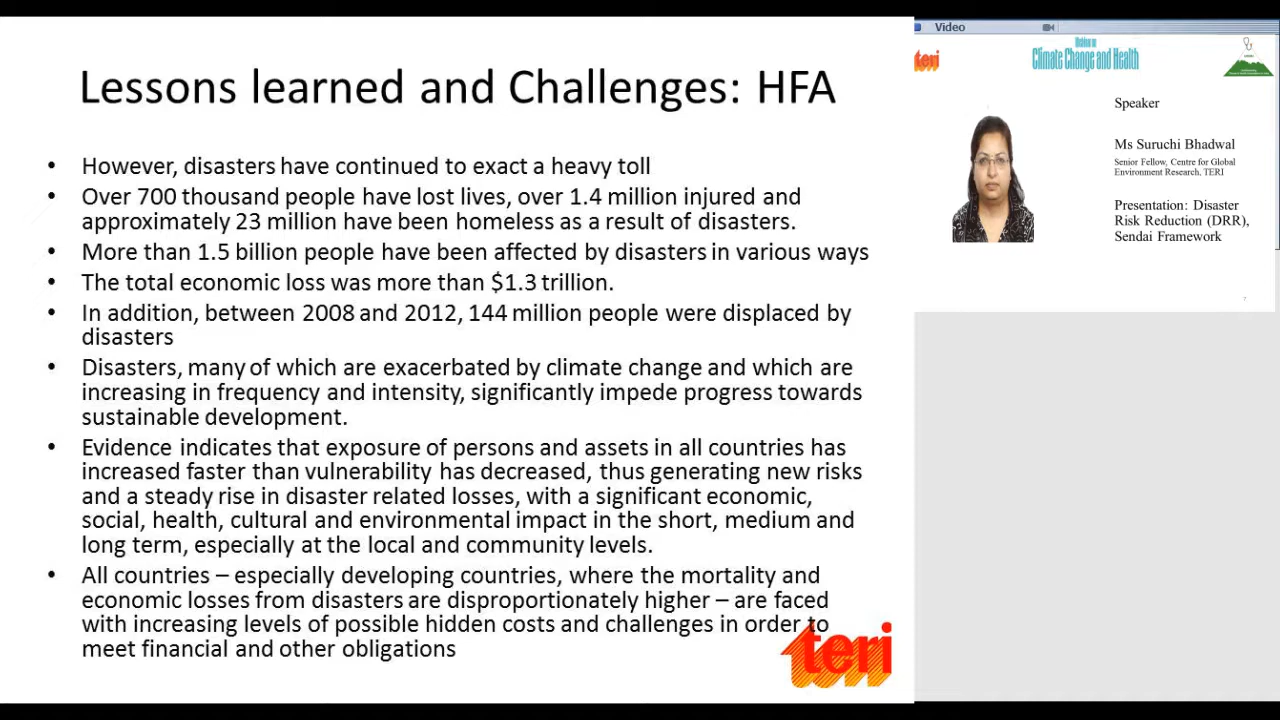 Lessons learned and Challenges: HFA
• However, disasters have continued to exact a heavy toll
• Over 700 thousand people have lost lives, over 1.4 million injured and
approximately 23 million have been homeless as a result of disasters.
• More than 1.5 billion people have been affected by disasters in various ways
• The total economic loss was more than $1.3 trillion.
• In addition, between 2008 and 2012, 144 million people were displaced by
disasters
• Disasters, many of which are exacerbated by climate change and which are
increasing in frequency and intensity, significantly impede progress towards
sustainable development.
• Evidence indicates that exposure of persons and assets in all countries has
increased faster than vulnerability has decreased, thus generating new risks
and a steady rise in disaster related losses, with a significant economic,
social, health, cultural and environmental impact in the short, medium and
long term, especially at the local and community levels.
• All countries – especially developing countries, where the mortality and
economic losses from disasters are disproportionately higher – are faced
with increasing levels of possible hidden costs and challenges in order to
meet financial and other obligations
teri
Video
teri
Climate Change and Health
Speaker
Ms Suruchi Bhadwal
Senior Fellow, Centre for Global
Environment Research, TERI
Presentation: Disaster
Risk Reduction (DRR),
Sendai Framework
7